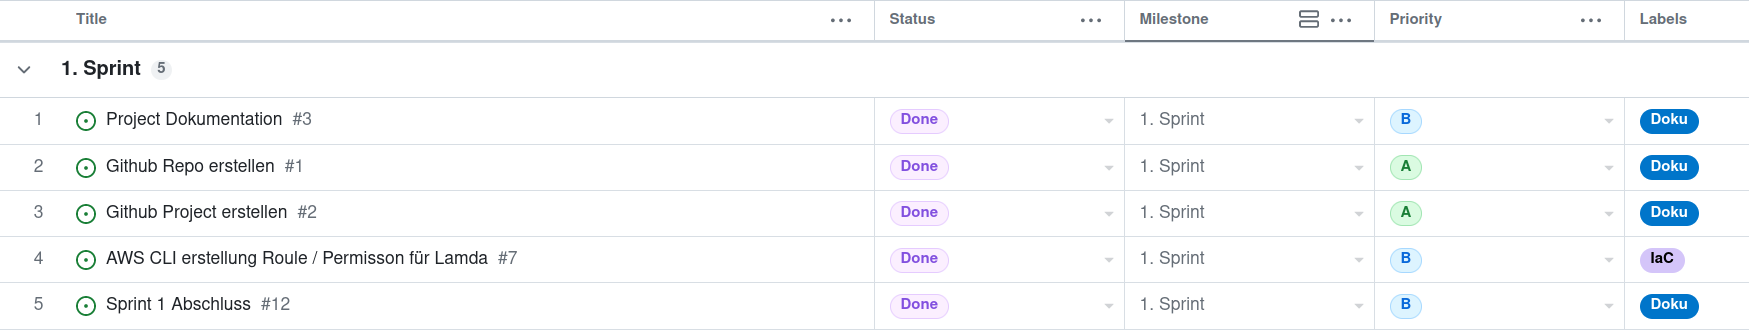 Title Status Milestone Priority Labels
1. Sprint 5
1 Project Dokumentation #3 Done 1. Sprint B Doku
2 Github Repo erstellen #1 Done 1. Sprint A Doku
3 Github Project erstellen #2 Done 1. Sprint A Doku
4 AWS CLI erstellung Roule / Permisson für Lamda #7 Done 1. Sprint B IaC
5 Sprint 1 Abschluss #12 Done 1. Sprint B Doku